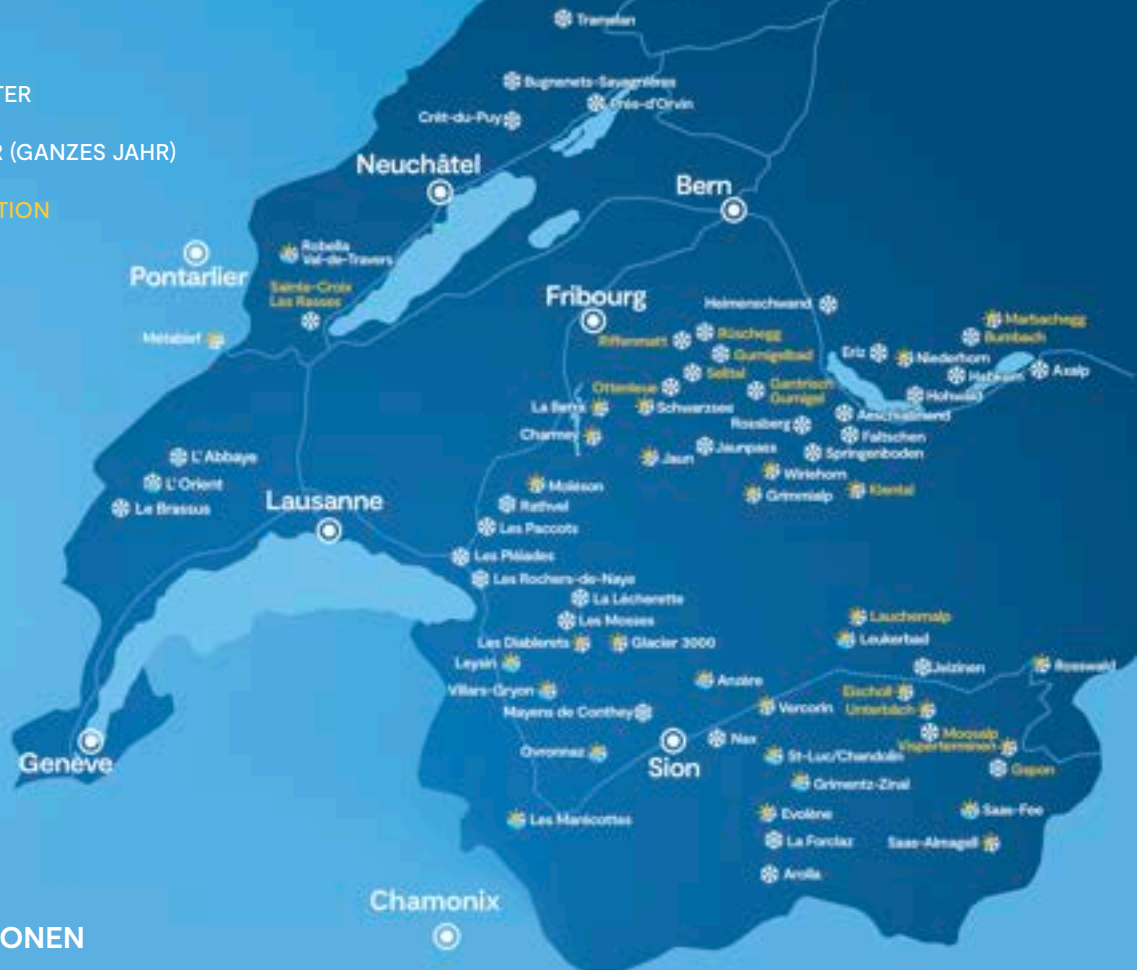 Tramelan
TER
Bugnenets-Savagnières
Prés-d'Orvin
Crêt-du-Puy
R (GANZES JAHR)
Neuchâtel
Bern
TION
Robella
Val-de-Travers
Pontarlier
Sainte-Croix
Les Rasses
Fribourg
Heimenschwand
Marbachegg
Métabief
Riffenmatt
Rüschegg
Bumbach
Gurnigelbad
Eriz
Niederhorn
Selital
Habkern
Axalp
Ottenleue
Gantrisch
Gurnigel
Hohwald
La Berra
Schwarzsee
Aeschiallmend
Rossberg
Charmey
Faltschen
Jaunpass
Springenboden
L'Abbaye
Jaun
Wiriehorn
L'Orient
Moléson
Kiental
Grimmialp
Lausanne
Rathvel
Le Brassus
Les Paccots
Les Pléiades
Les Rochers-de-Naye
La Lécherette
Les Mosses
Lauchernalp
Les Diablerets
Glacier 3000
Leukerbad
Leysin
Jeizinen
Rosswald
Anzère
Villars-Gryon
Eischoll
Mayens de Conthey
Vercorin
Unterbäch
Nax
Moosalp
Visperterminen
Ovronnaz
St-Luc/Chandolin
Genève
Sion
Gspon
Grimentz-Zinal
Les Marécottes
Evolène
Saas-Fee
La Forclaz
Saas-Almagell
Arolla
Chamonix
IONEN